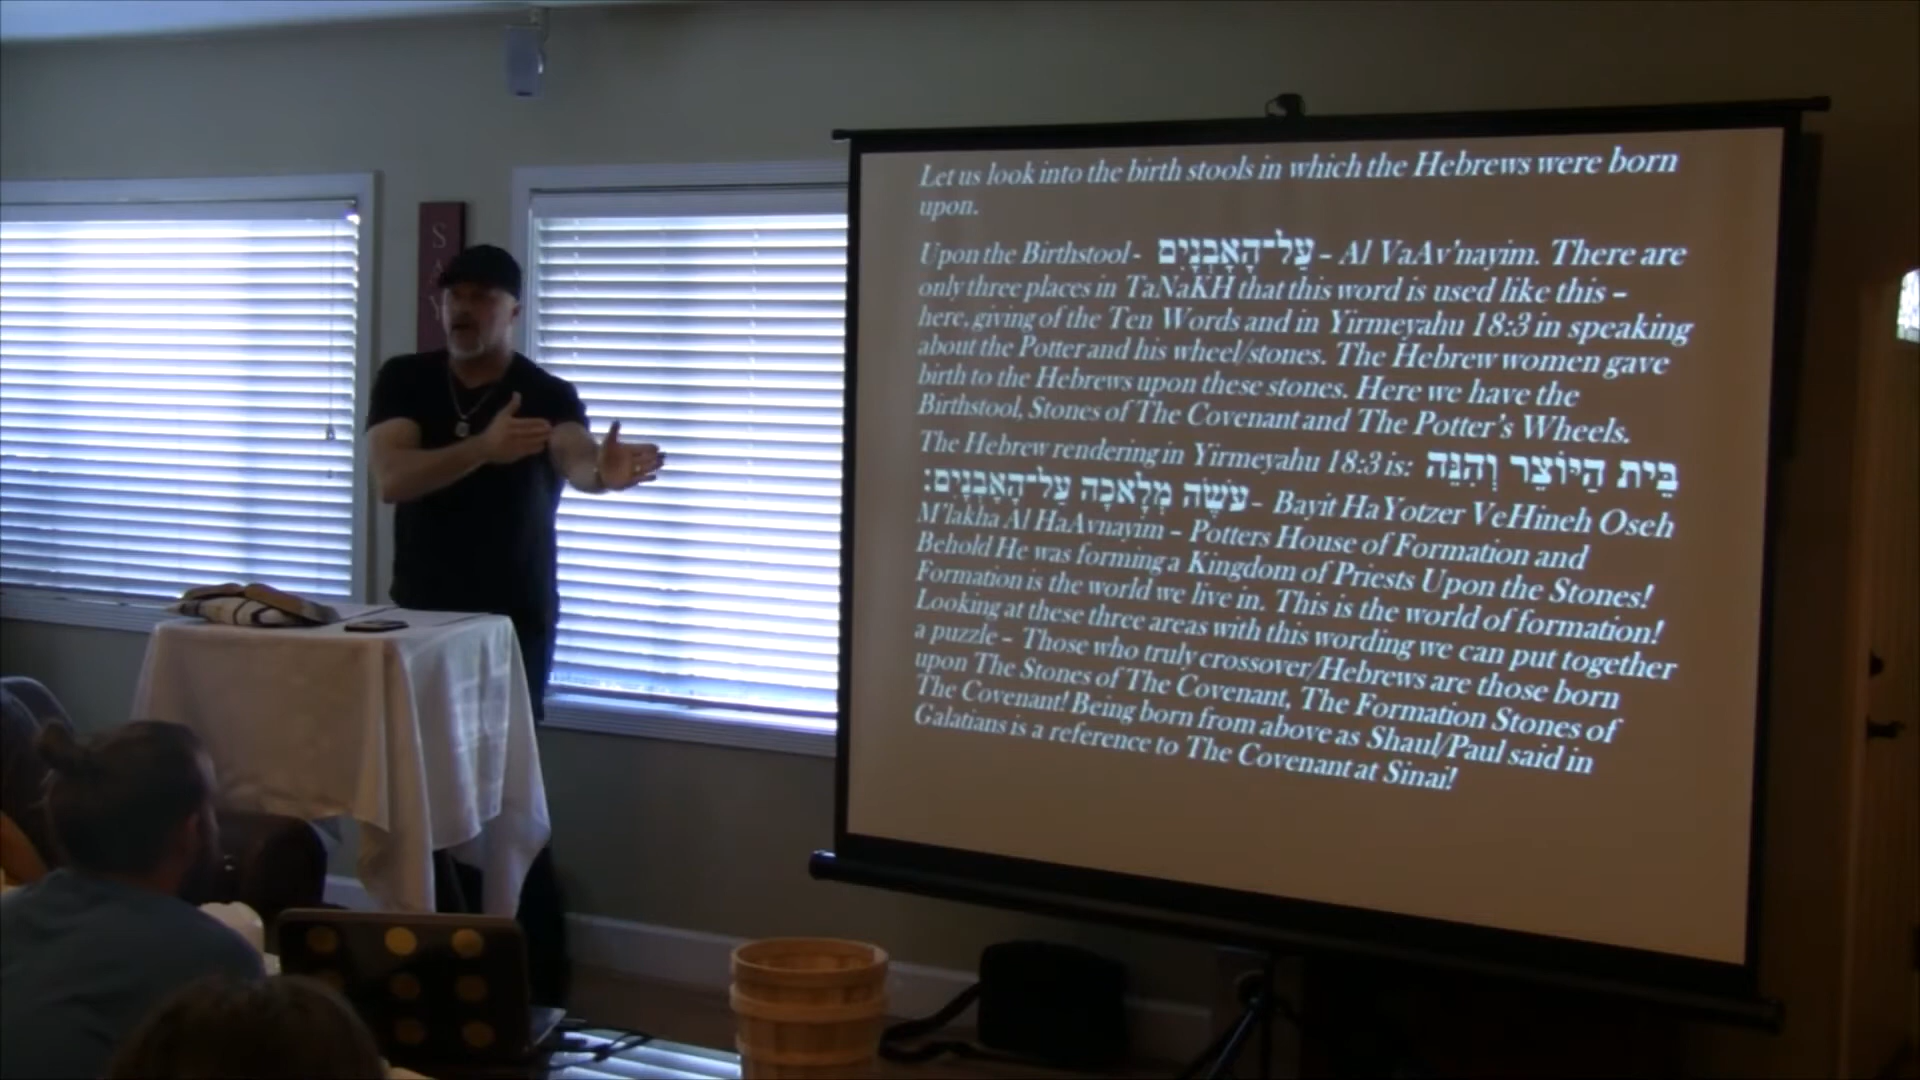 S
A
Y
Let us look into the birth stools in which the Hebrews were born
upon.
Upon the Birthstool - עַל־הָאָבְנָיִם – Al VaAv'nayim. There are
only three places in TaNaKH that this word is used like this –
here, giving of the Ten Words and in Yirmeyahu 18:3 in speaking
about the Potter and his wheel/stones. The Hebrew women gave
birth to the Hebrews upon these stones. Here we have the
Birthstool, Stones of The Covenant and The Potter's Wheels.
The Hebrew rendering in Yirmeyahu 18:3 is: בֵּית הַיּוֹצֵר וְהִנֵּה
עֹשֶׂה מְלָאכָה עַל־הָאָבְנָיִם׃ – Bayit HaYotzer VeHineh Oseh
M'lakha Al HaAvnayim – Potters House of Formation and
Behold He was forming a Kingdom of Priests Upon the Stones!
Formation is the world we live in. This is the world of formation!
Looking at these three areas with this wording we can put together
a puzzle – Those who truly crossover/Hebrews are those born
upon The Stones of The Covenant, The Formation Stones of
The Covenant! Being born from above as Shaul/Paul said in
Galatians is a reference to The Covenant at Sinai!